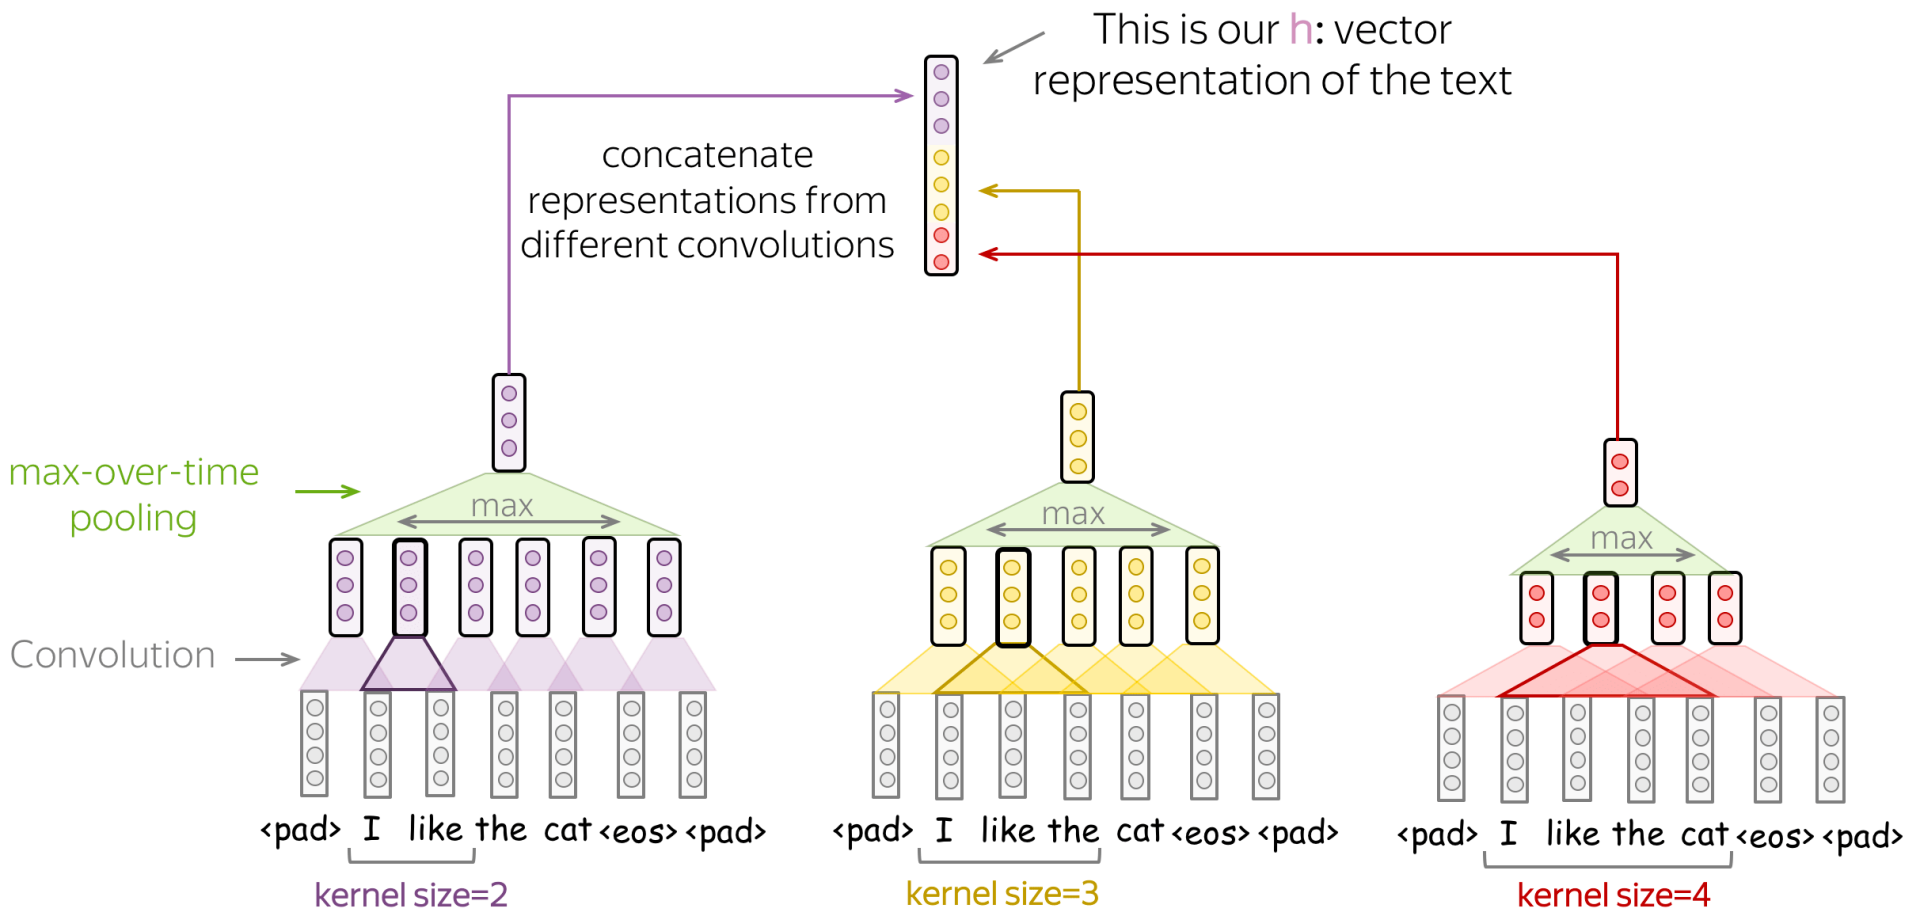 This is our h: vector
representation of the text
concatenate
representations from
different convolutions
max-over-time
pooling
max
max
max
Convolution
<pad> I like the cat <eos> <pad>
<pad> I like the cat <eos> <pad>
<pad> I like the cat <eos> <pad>
kernel size=2
kernel size=3
kernel size=4